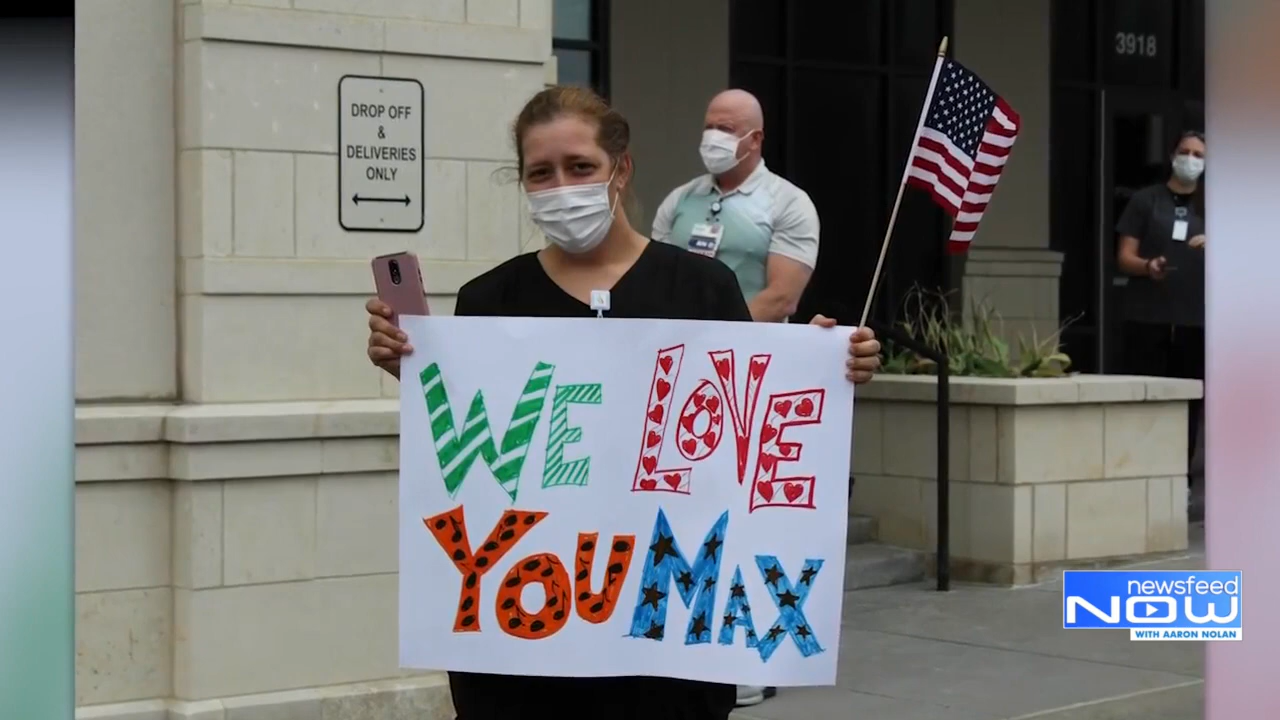 3918
DROP OFF
&
DELIVERIES
ONLY
WE LOVE
YOU MAX
newsfeed
NOW
WITH AARON NOLAN